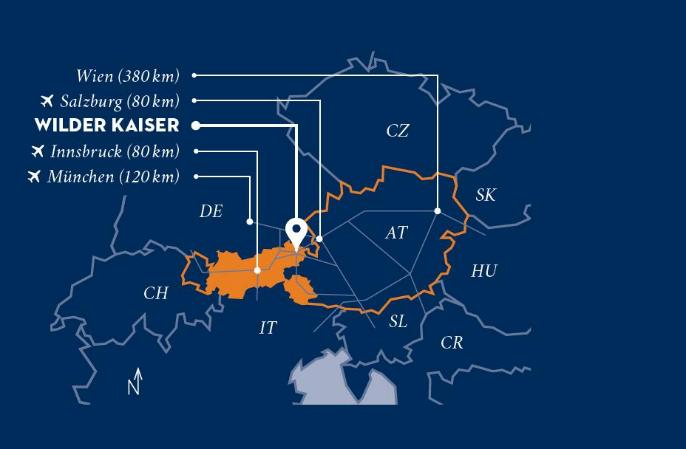 Wien (380 km)
Salzburg (80 km)
WILDER KAISER
Innsbruck (80 km)
München (120 km)
CZ
SK
DE
AT
HU
CH
IT
SL
CR
N